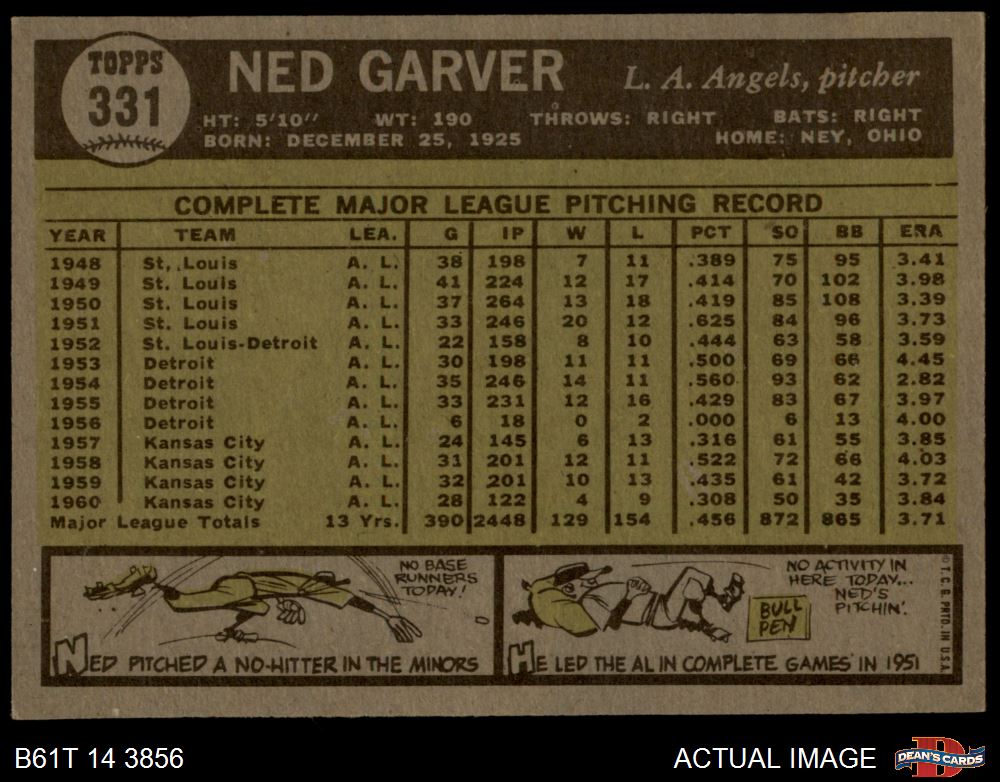 TOPPS
331
NED GARVER
L. A. Angels, pitcher
HT: 5'10" WT: 190 THROWS: RIGHT BATS: RIGHT
BORN: DECEMBER 25, 1925 HOME: NEY, OHIO
COMPLETE MAJOR LEAGUE PITCHING RECORD
YEAR TEAM LEA. G IP W L PCT SO BB ERA
1948 St. Louis A. L. 38 198 7 11 .389 75 95 3.41
1949 St. Louis A. L. 41 224 12 17 .414 70 102 3.98
1950 St. Louis A. L. 37 264 13 18 .419 85 108 3.39
1951 St. Louis A. L. 33 246 20 12 .625 84 96 3.73
1952 St. Louis-Detroit A. L. 22 158 8 10 .444 63 58 3.59
1953 Detroit A. L. 30 198 11 11 .500 69 66 4.45
1954 Detroit A. L. 35 246 14 11 .560 93 62 2.82
1955 Detroit A. L. 33 231 12 16 .429 83 67 3.97
1956 Detroit A. L. 6 18 0 2 .000 6 13 4.00
1957 Kansas City A. L. 24 145 6 13 .316 61 55 3.85
1958 Kansas City A. L. 31 201 12 11 .522 72 66 4.03
1959 Kansas City A. L. 32 201 10 13 .435 61 42 3.72
1960 Kansas City A. L. 28 122 4 9 .308 50 35 3.84
Major League Totals 13 Yrs. 390 2448 129 154 .456 872 865 3.71
NO BASE
RUNNERS
TODAY!
NED PITCHED A NO-HITTER IN THE MINORS
NO ACTIVITY IN
HERE TODAY...
NED'S
PITCHIN'.
BULL
PEN
HE LED THE AL IN COMPLETE GAMES IN 1951
© T. C. G. PRTD. IN U.S.A.
B61T 14 3856
ACTUAL IMAGE
D
DEAN'S CARDS